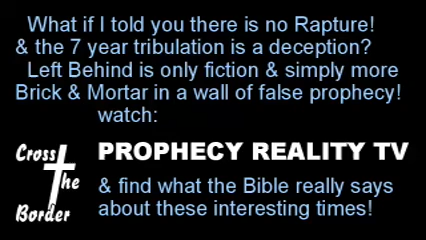 What if I told you there is no Rapture!
& the 7 year tribulation is a deception?
Left Behind is only fiction & simply more
Brick & Mortar in a wall of false prophecy!
watch:
Cross
the
Border
PROPHECY REALITY TV
& find what the Bible really says
about these interesting times!